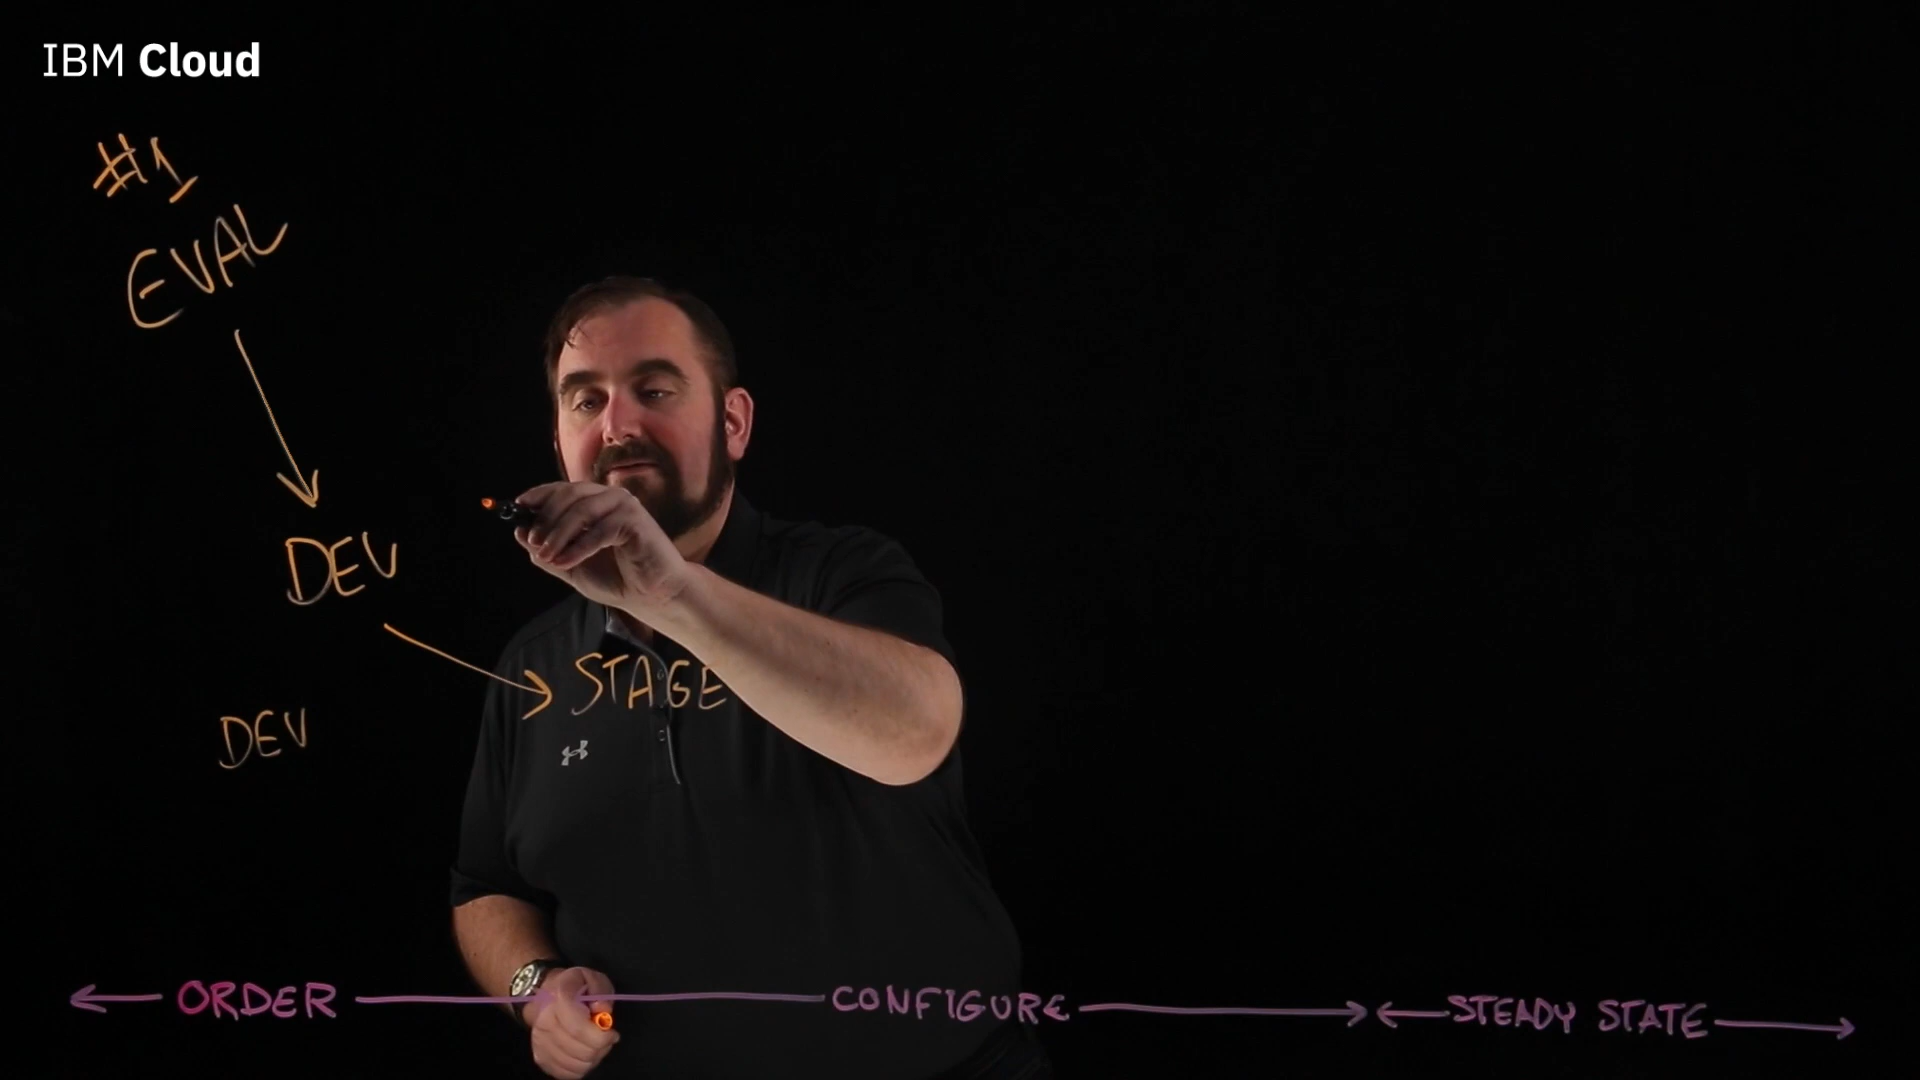 IBM Cloud
#1
EVAL
DEV
STAGE
DEV
ORDER
CONFIGURE
STEADY STATE